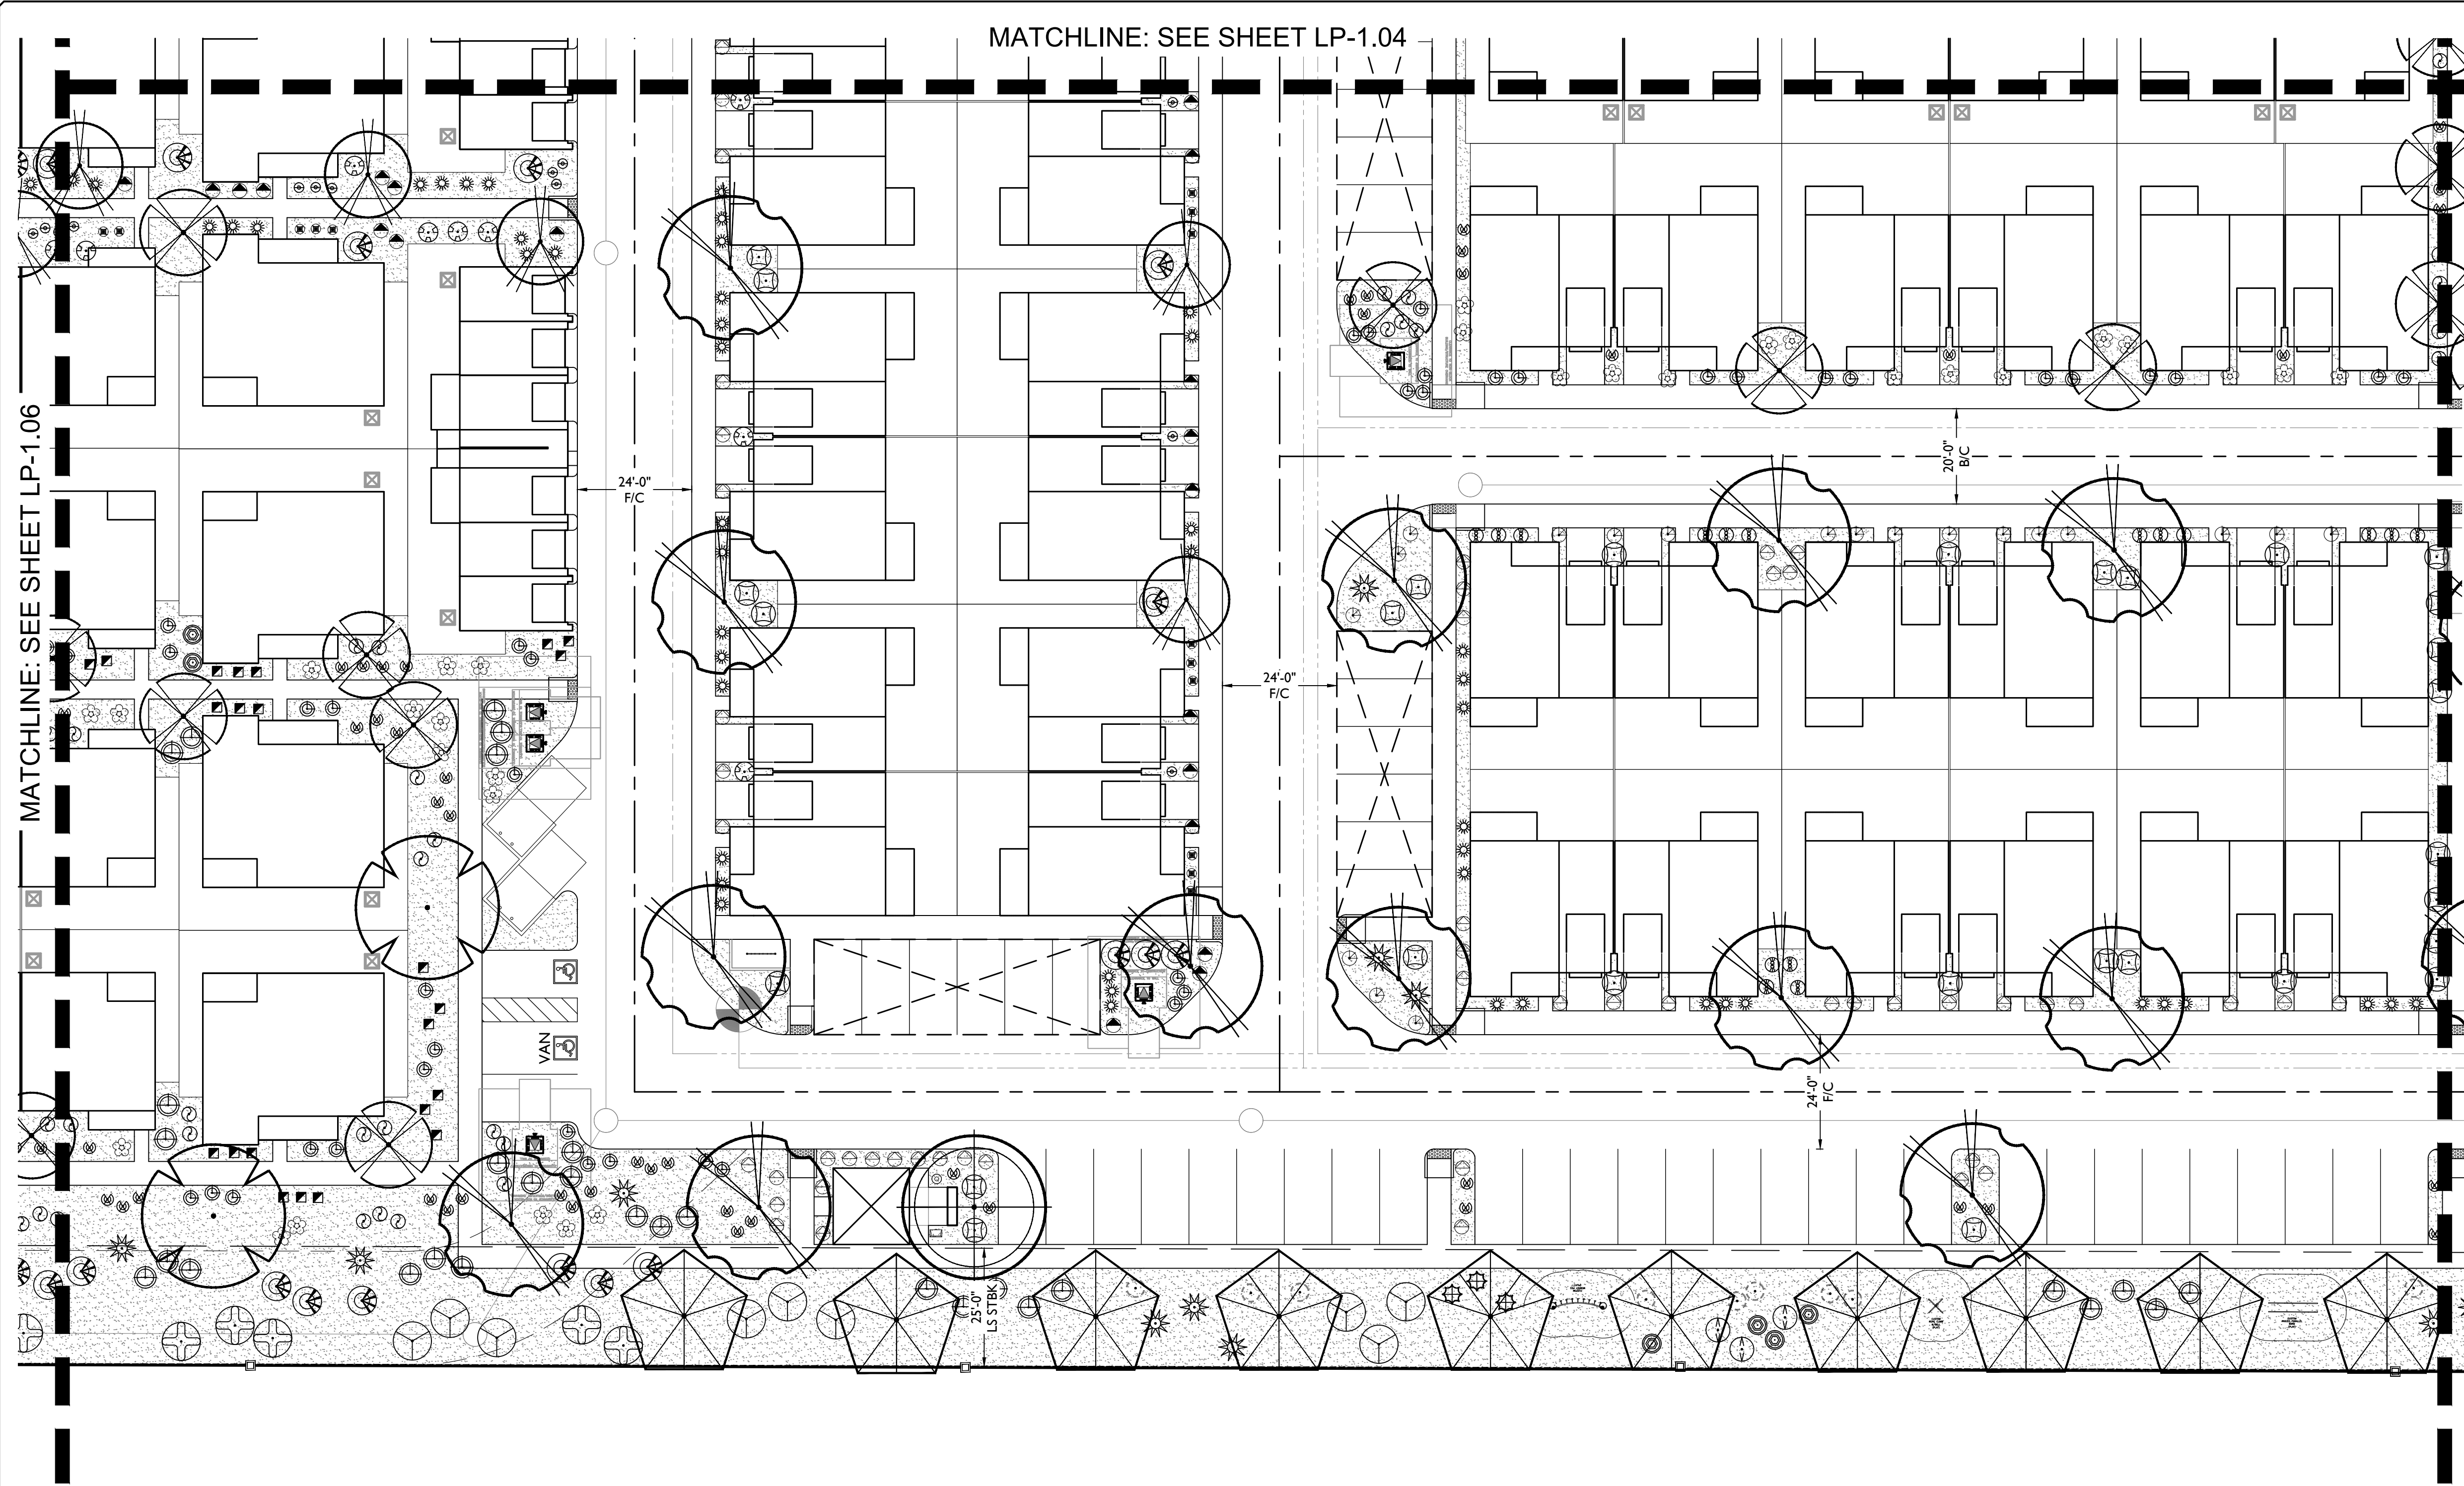 MATCHLINE: SEE SHEET LP-1.04
MATCHLINE: SEE SHEET LP-1.06
24'-0"
F/C
20'-0"
B/C
24'-0"
F/C
VAN
24'-0"
F/C
25'-0"
LS STBK